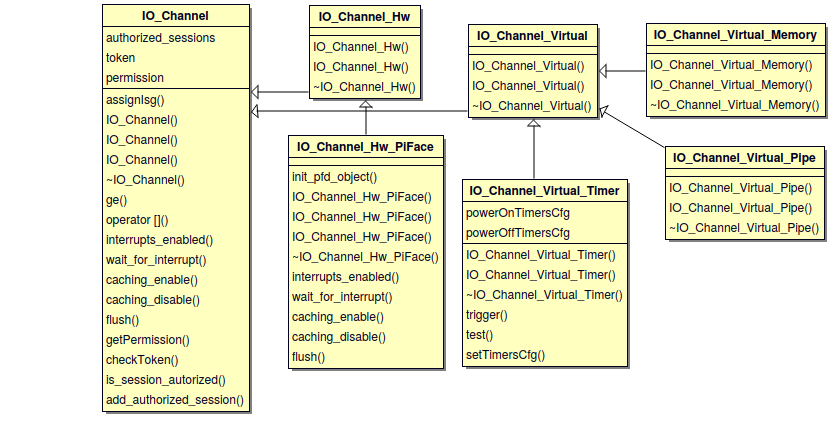 IO_Channel
authorized_sessions
token
permission
assignIsg()
IO_Channel()
IO_Channel()
IO_Channel()
~IO_Channel()
ge()
operator []()
interrupts_enabled()
wait_for_interrupt()
caching_enable()
caching_disable()
flush()
getPermission()
checkToken()
is_session_autorized()
add_authorized_session()
IO_Channel_Hw
IO_Channel_Hw()
IO_Channel_Hw()
~IO_Channel_Hw()
IO_Channel_Hw_PiFace
init_pfd_object()
IO_Channel_Hw_PiFace()
IO_Channel_Hw_PiFace()
IO_Channel_Hw_PiFace()
~IO_Channel_Hw_PiFace()
interrupts_enabled()
wait_for_interrupt()
caching_enable()
caching_disable()
flush()
IO_Channel_Virtual
IO_Channel_Virtual()
IO_Channel_Virtual()
~IO_Channel_Virtual()
IO_Channel_Virtual_Timer
powerOnTimersCfg
powerOffTimersCfg
IO_Channel_Virtual_Timer()
IO_Channel_Virtual_Timer()
~IO_Channel_Virtual_Timer()
trigger()
test()
setTimersCfg()
IO_Channel_Virtual_Memory
IO_Channel_Virtual_Memory()
IO_Channel_Virtual_Memory()
~IO_Channel_Virtual_Memory()
IO_Channel_Virtual_Pipe
IO_Channel_Virtual_Pipe()
IO_Channel_Virtual_Pipe()
~IO_Channel_Virtual_Pipe()